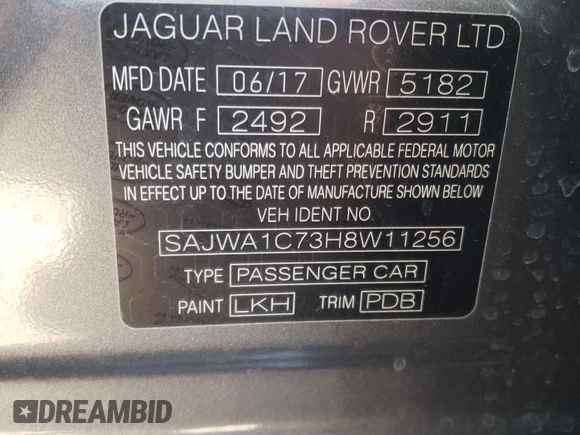 JAGUAR LAND ROVER LTD
MFD DATE 06/17 GVWR 5182
GAWR F 2492 R 2911
THIS VEHICLE CONFORMS TO ALL APPLICABLE FEDERAL MOTOR
VEHICLE SAFETY BUMPER AND THEFT PREVENTION STANDARDS
IN EFFECT UP TO THE DATE OF MANUFACTURE SHOWN BELOW
VEH IDENT NO.
SAJWA1C73H8W11256
TYPE PASSENGER CAR
PAINT LKH TRIM PDB
DREAMBID